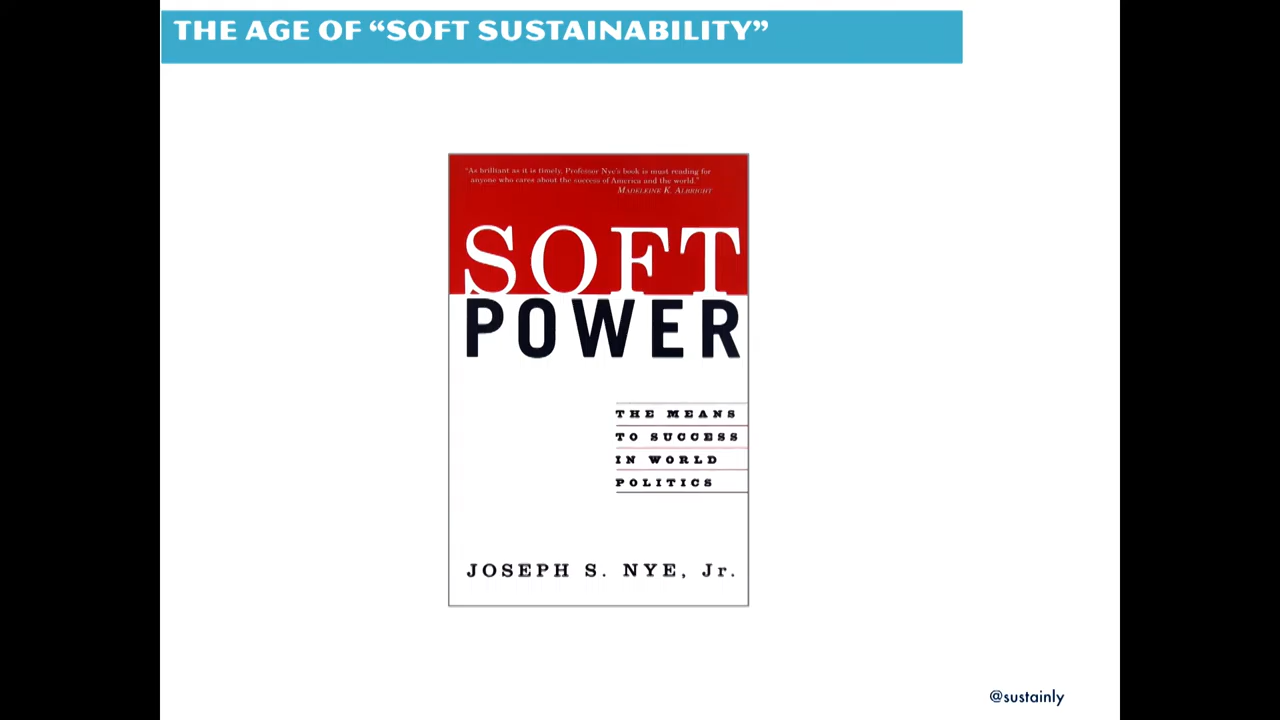 THE AGE OF “SOFT SUSTAINABILITY”
"As brilliant as it is timely, Professor Nye's book is must reading for
anyone who cares about the success of America and the world."
MADELEINE K. ALBRIGHT
SOFT
POWER
THE MEANS
TO SUCCESS
IN WORLD
POLITICS
JOSEPH S. NYE, Jr.
@sustainly